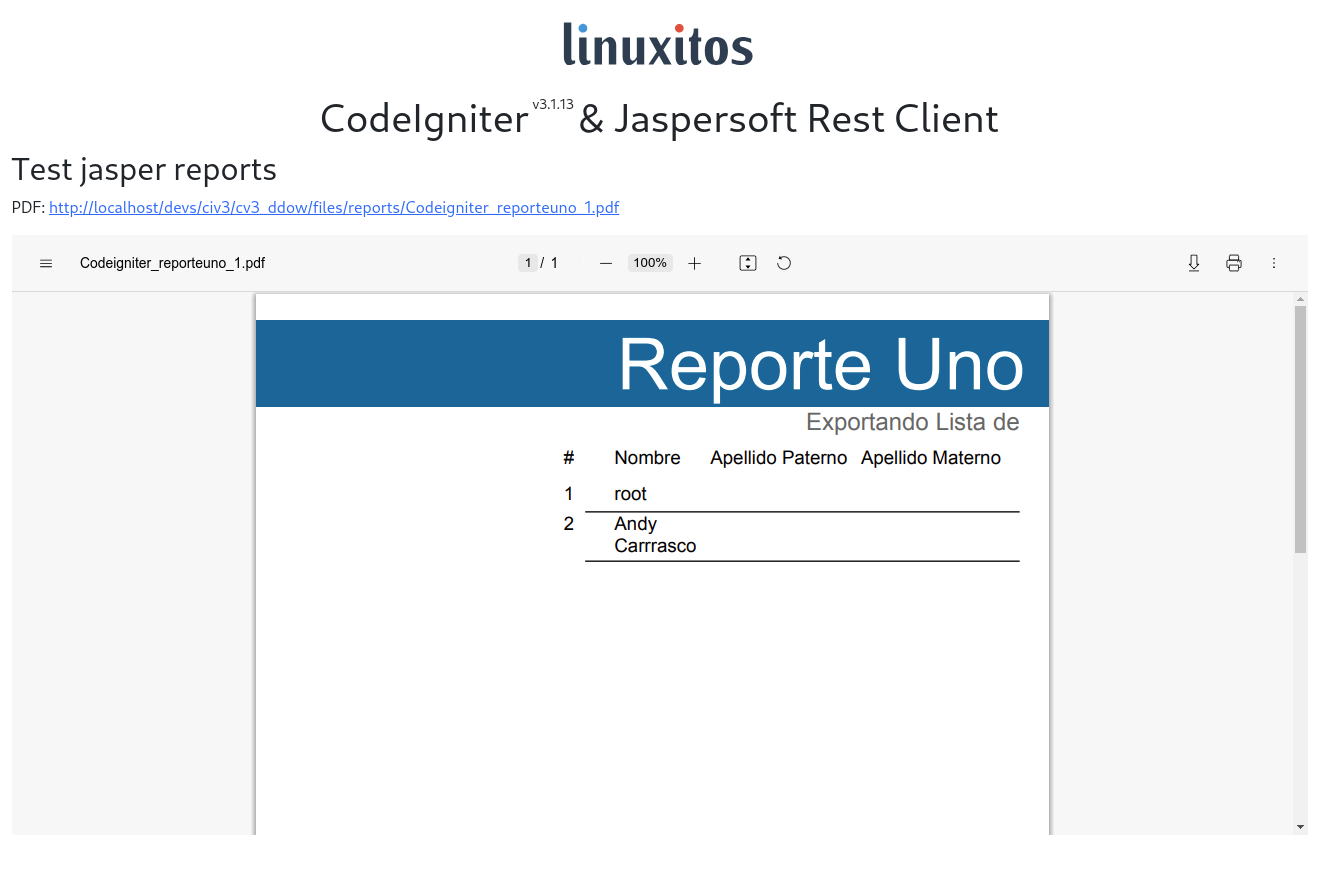 linuxitos
CodeIgniter v3.1.13 & Jaspersoft Rest Client
Test jasper reports
PDF: http://localhost/devs/civ3/cv3_ddow/files/reports/Codeigniter_reporteuno_1.pdf
Codeigniter_reporteuno_1.pdf 1 / 1 100%
Reporte Uno
Exportando Lista de
# Nombre Apellido Paterno Apellido Materno
1 root
2 Andy
Carrrasco